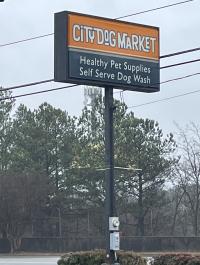 CITY DOG MARKET
Healthy Pet Supplies
Self Serve Dog Wash